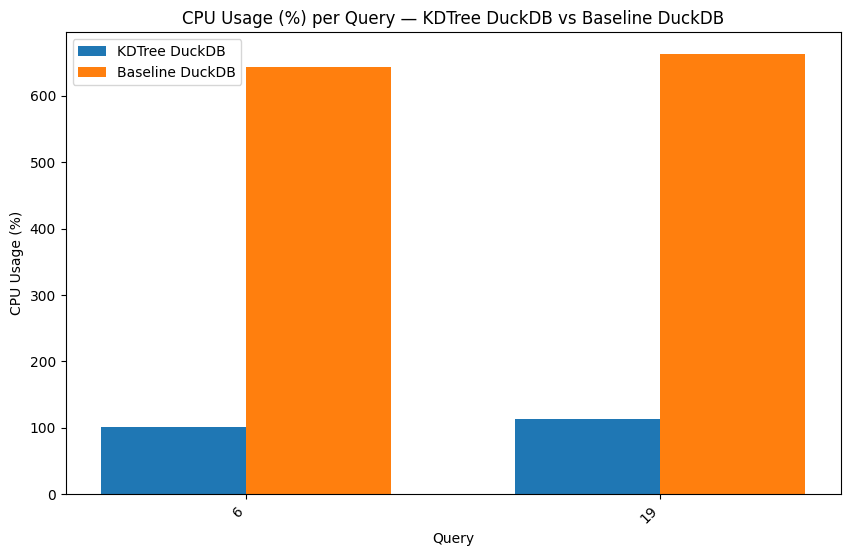 CPU Usage (%) per Query — KDTree DuckDB vs Baseline DuckDB
KDTree DuckDB
Baseline DuckDB
600
500
400
300
200
100
0
CPU Usage (%)
6
19
Query